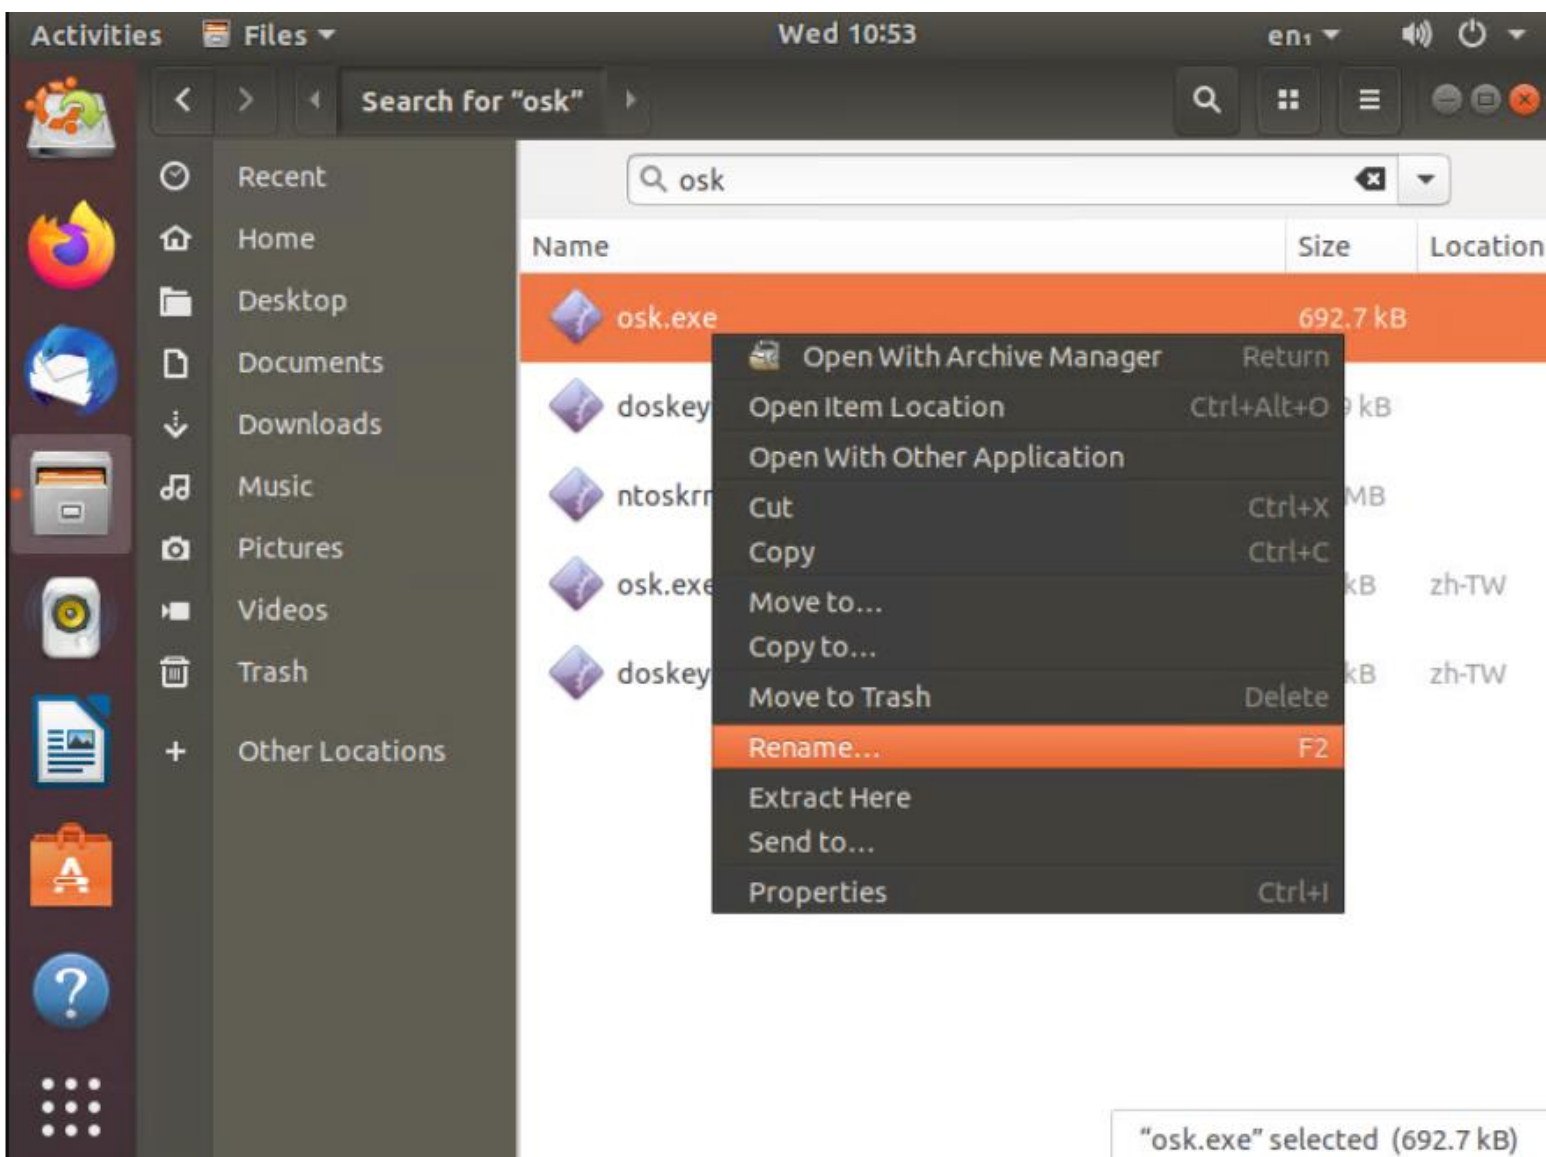 Activities Files Wed 10:53 en₁
Search for “osk”
osk
Recent
Home
Desktop
Documents
Downloads
Music
Pictures
Videos
Trash
Other Locations
Name Size Location
osk.exe 692.7 kB
doskey 9 kB
ntoskrn MB
osk.exe kB zh-TW
doskey kB zh-TW
Open With Archive Manager Return
Open Item Location Ctrl+Alt+O
Open With Other Application
Cut Ctrl+X
Copy Ctrl+C
Move to…
Copy to…
Move to Trash Delete
Rename… F2
Extract Here
Send to…
Properties Ctrl+I
“osk.exe” selected (692.7 kB)